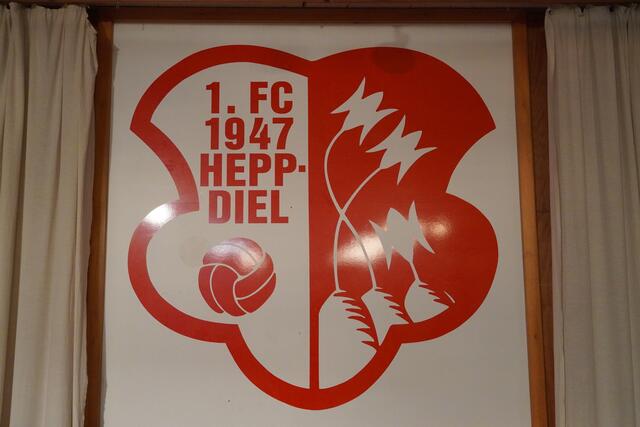 1. FC
1947
HEPP-
DIEL